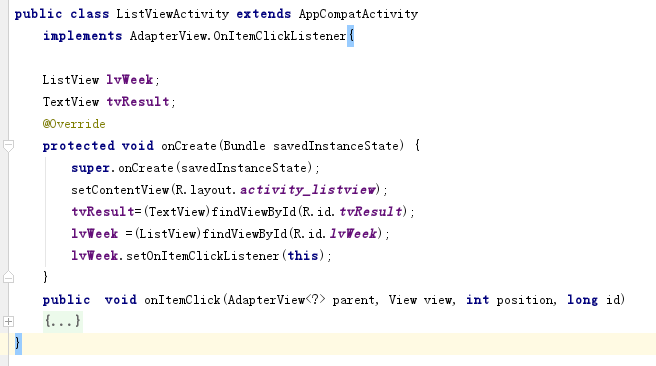 public class ListViewActivity extends AppCompatActivity
implements AdapterView.OnItemClickListener{
ListView lvWeek;
TextView tvResult;
@Override
protected void onCreate(Bundle savedInstanceState) {
super.onCreate(savedInstanceState);
setContentView(R.layout.activity_listview);
tvResult=(TextView)findViewById(R.id.tvResult);
lvWeek =(ListView)findViewById(R.id.lvWeek);
lvWeek.setOnItemClickListener(this);
}
public  void onItemClick(AdapterView<?> parent, View view, int position, long id)
{...}
}